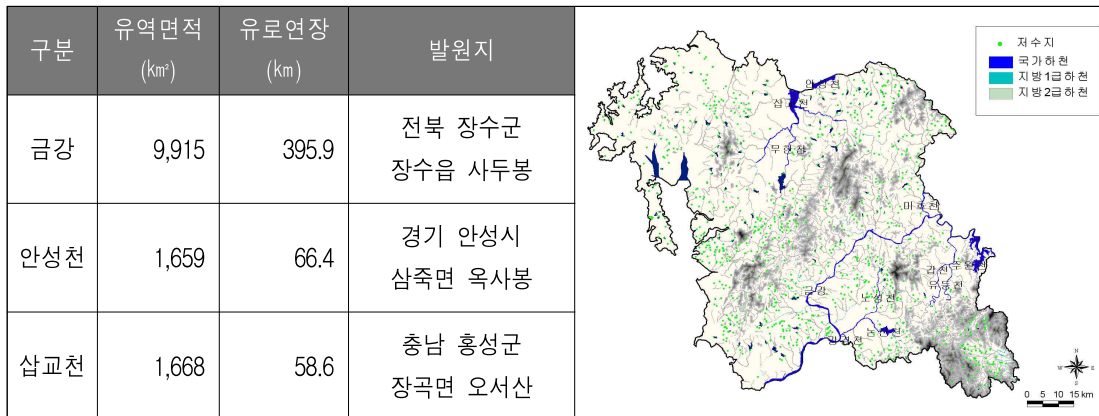 구분
유역면적
(km²)
유로연장
(km)
발원지
금강
9,915
395.9
전북 장수군
장수읍 사두봉
안성천
1,659
66.4
경기 안성시
삼죽면 옥사봉
삽교천
1,668
58.6
충남 홍성군
장곡면 오서산
저수지
국가하천
지방1급하천
지방2급하천
안성천
삽교천
무한천
미호천
갑천
유등천
금강
노성천
논산천
N
W
E
S
0 5 10 15 km